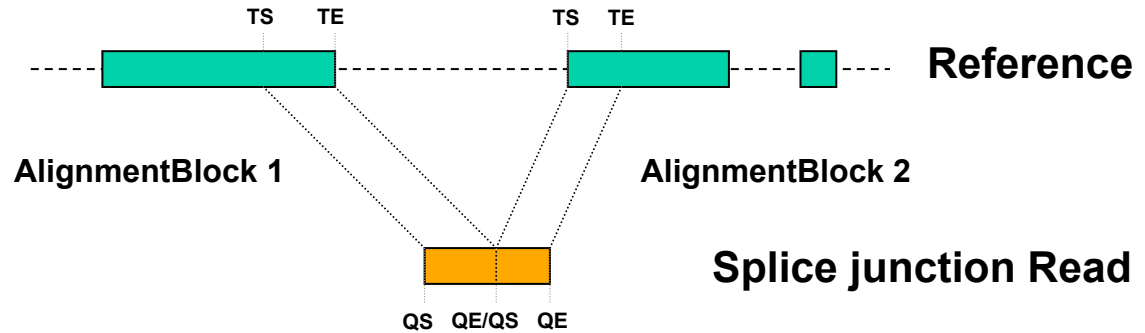 TS TE TS TE
Reference
AlignmentBlock 1 AlignmentBlock 2
Splice junction Read
QS QE/QS QE